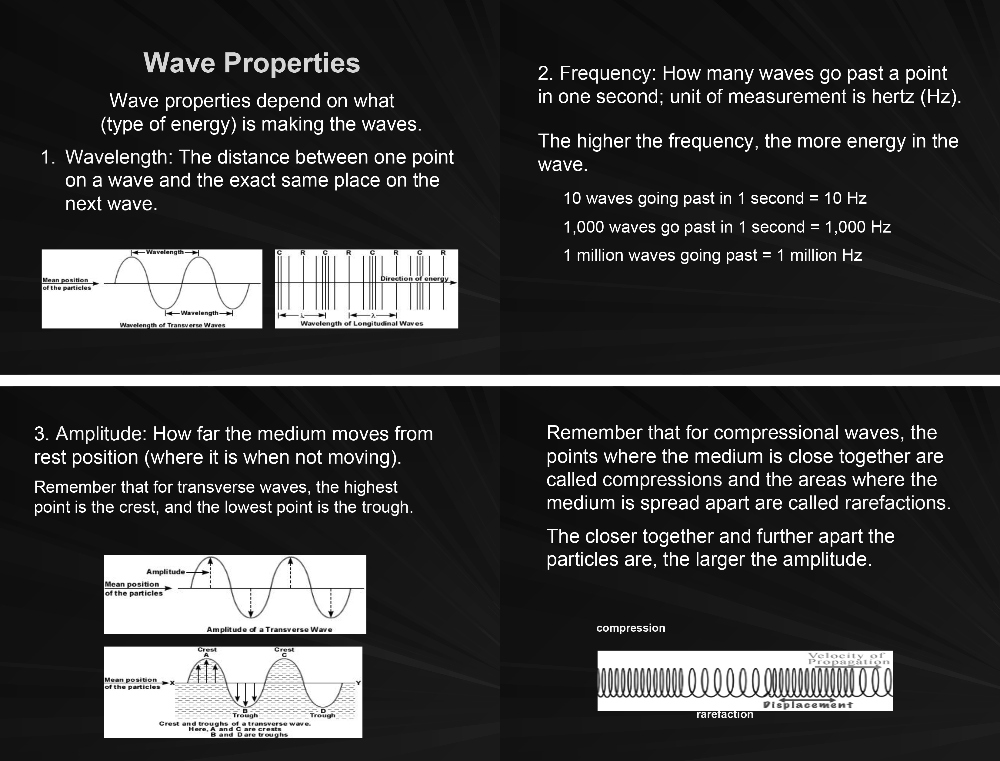 Wave Properties
Wave properties depend on what
(type of energy) is making the waves.
1. Wavelength: The distance between one point
on a wave and the exact same place on the
next wave.
Wavelength
Mean position
of the particles
Wavelength
Wavelength of Transverse Waves
C R C R C R C R
Direction of energy
λ λ
Wavelength of Longitudinal Waves
2. Frequency: How many waves go past a point
in one second; unit of measurement is hertz (Hz).
The higher the frequency, the more energy in the
wave.
10 waves going past in 1 second = 10 Hz
1,000 waves go past in 1 second = 1,000 Hz
1 million waves going past = 1 million Hz
3. Amplitude: How far the medium moves from
rest position (where it is when not moving).
Remember that for transverse waves, the highest
point is the crest, and the lowest point is the trough.
Amplitude
Mean position
of the particles
Amplitude of a Transverse Wave
Crest Crest
A C
Mean position
of the particles
X Y
B D
Trough Trough
Crest and troughs of a transverse wave.
Here, A and C are crests
B and D are troughs
Remember that for compressional waves, the
points where the medium is close together are
called compressions and the areas where the
medium is spread apart are called rarefactions.
The closer together and further apart the
particles are, the larger the amplitude.
compression
Velocity of
Propagation
Displacement
rarefaction